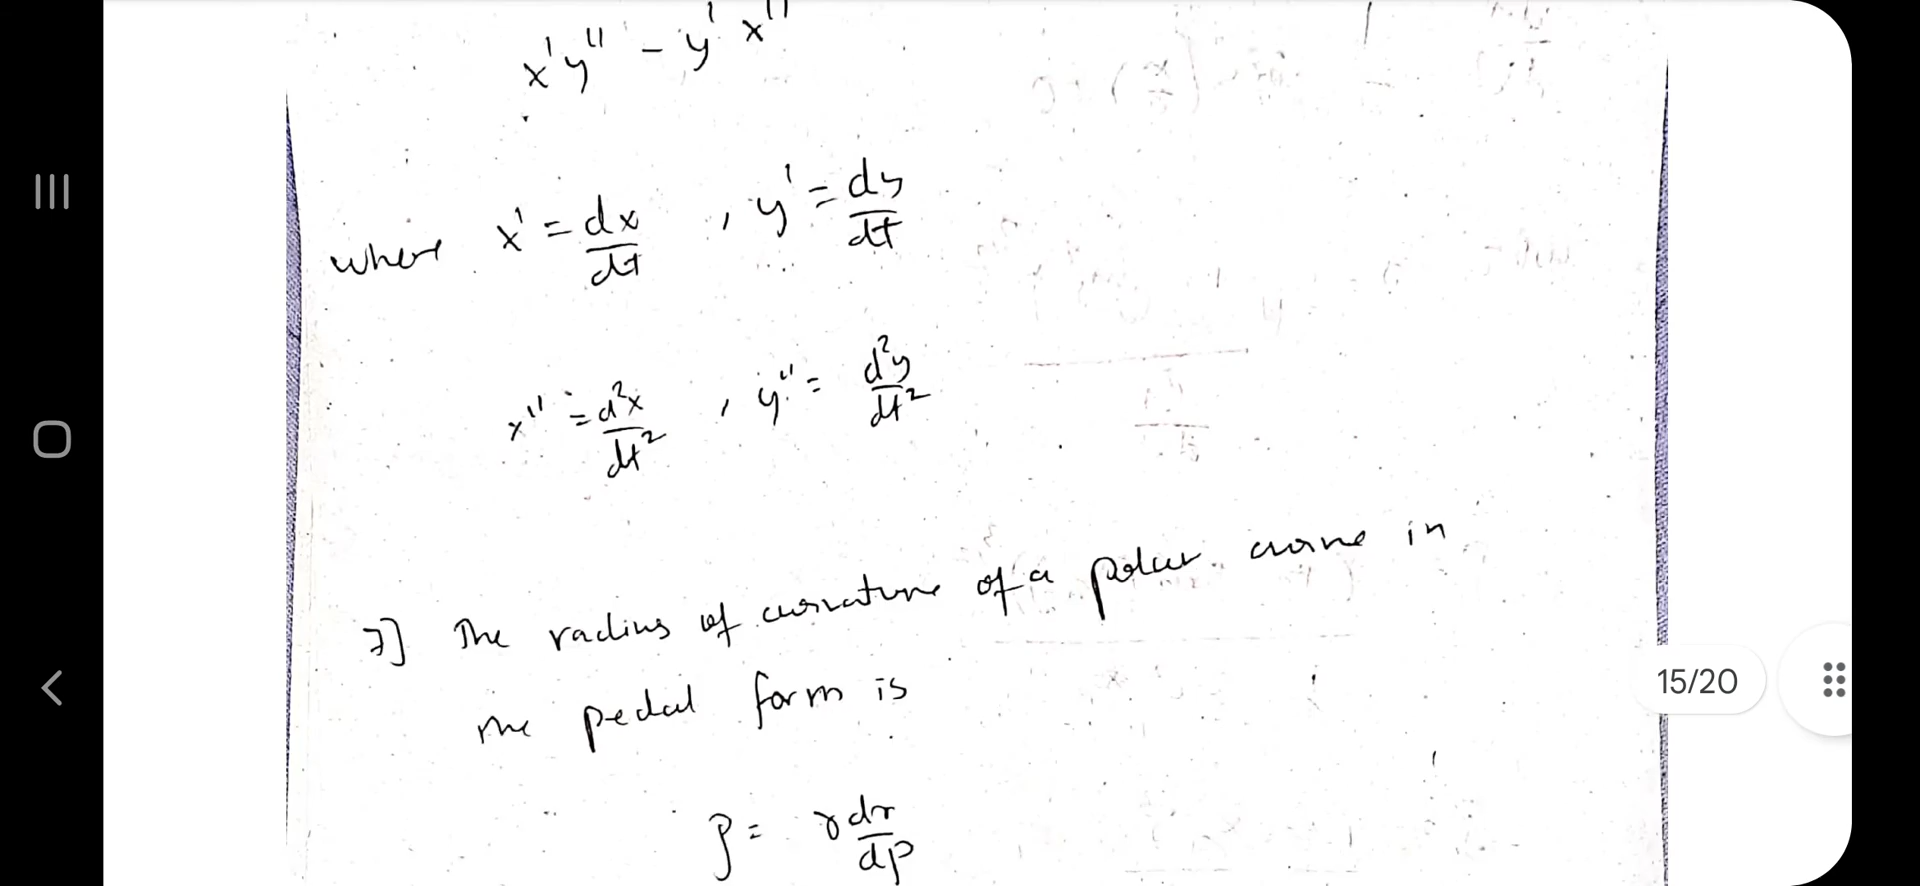 x'y'' - y'x''
where x' = dx/dt , y' = dy/dt
x'' = d²x/dt² , y'' = d²y/dt²
7] The radius of curvature of a polar curve in
the pedal form is
ρ = r dr/dp
15/20